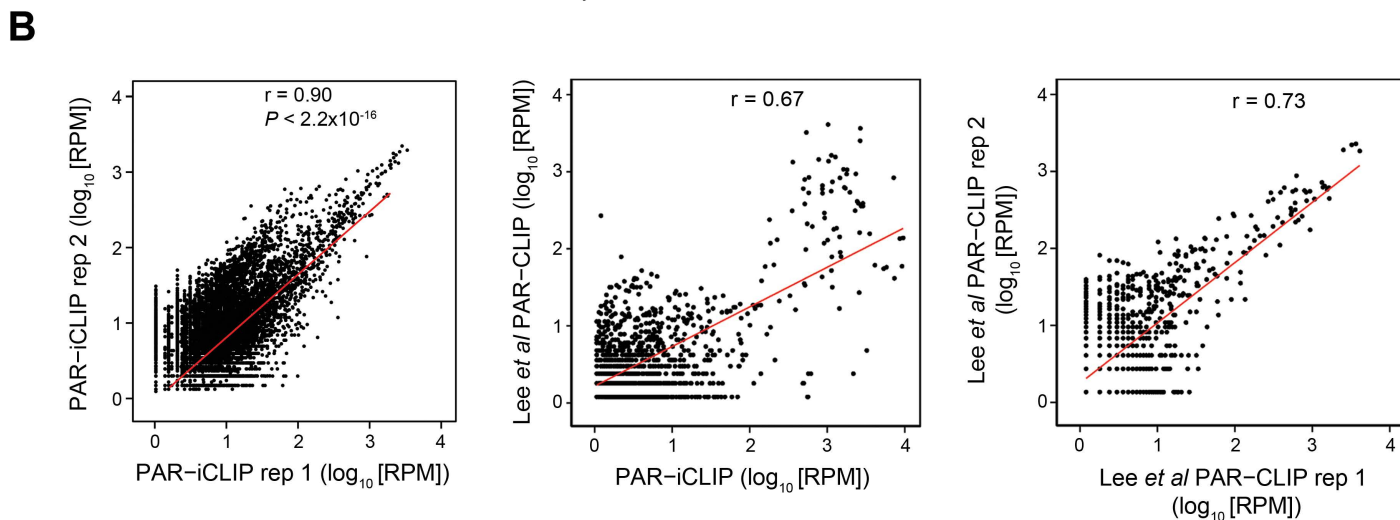 B
r = 0.90
P < 2.2x10-16
PAR−iCLIP rep 2 (log10 [RPM])
4
3
2
1
0
0 1 2 3 4
PAR−iCLIP rep 1 (log10 [RPM])
r = 0.67
Lee et al PAR−CLIP (log10 [RPM])
4
3
2
1
0
0 1 2 3 4
PAR−iCLIP (log10 [RPM])
r = 0.73
Lee et al PAR−CLIP rep 2
(log10 [RPM])
4
3
2
1
0
0 1 2 3 4
Lee et al PAR−CLIP rep 1
(log10 [RPM])